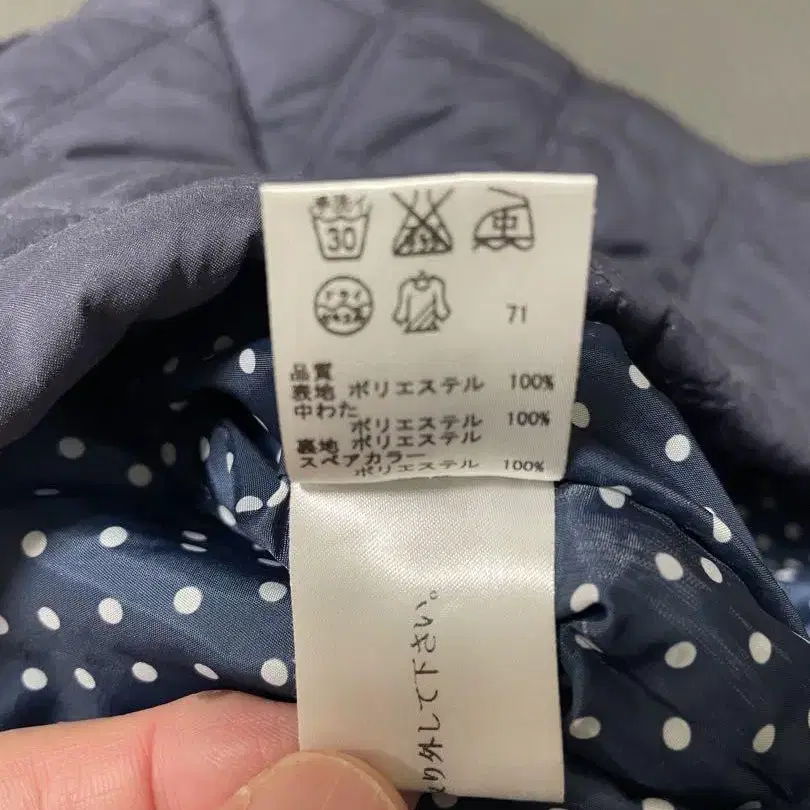 手洗イ
30
中
ドライ
セキユ系
71
品質
表地 ポリエステル 100%
中わた
ポリエステル 100%
裏地 ポリエステル
スペアカラー
ポリエステル 100%
り外して下さい。